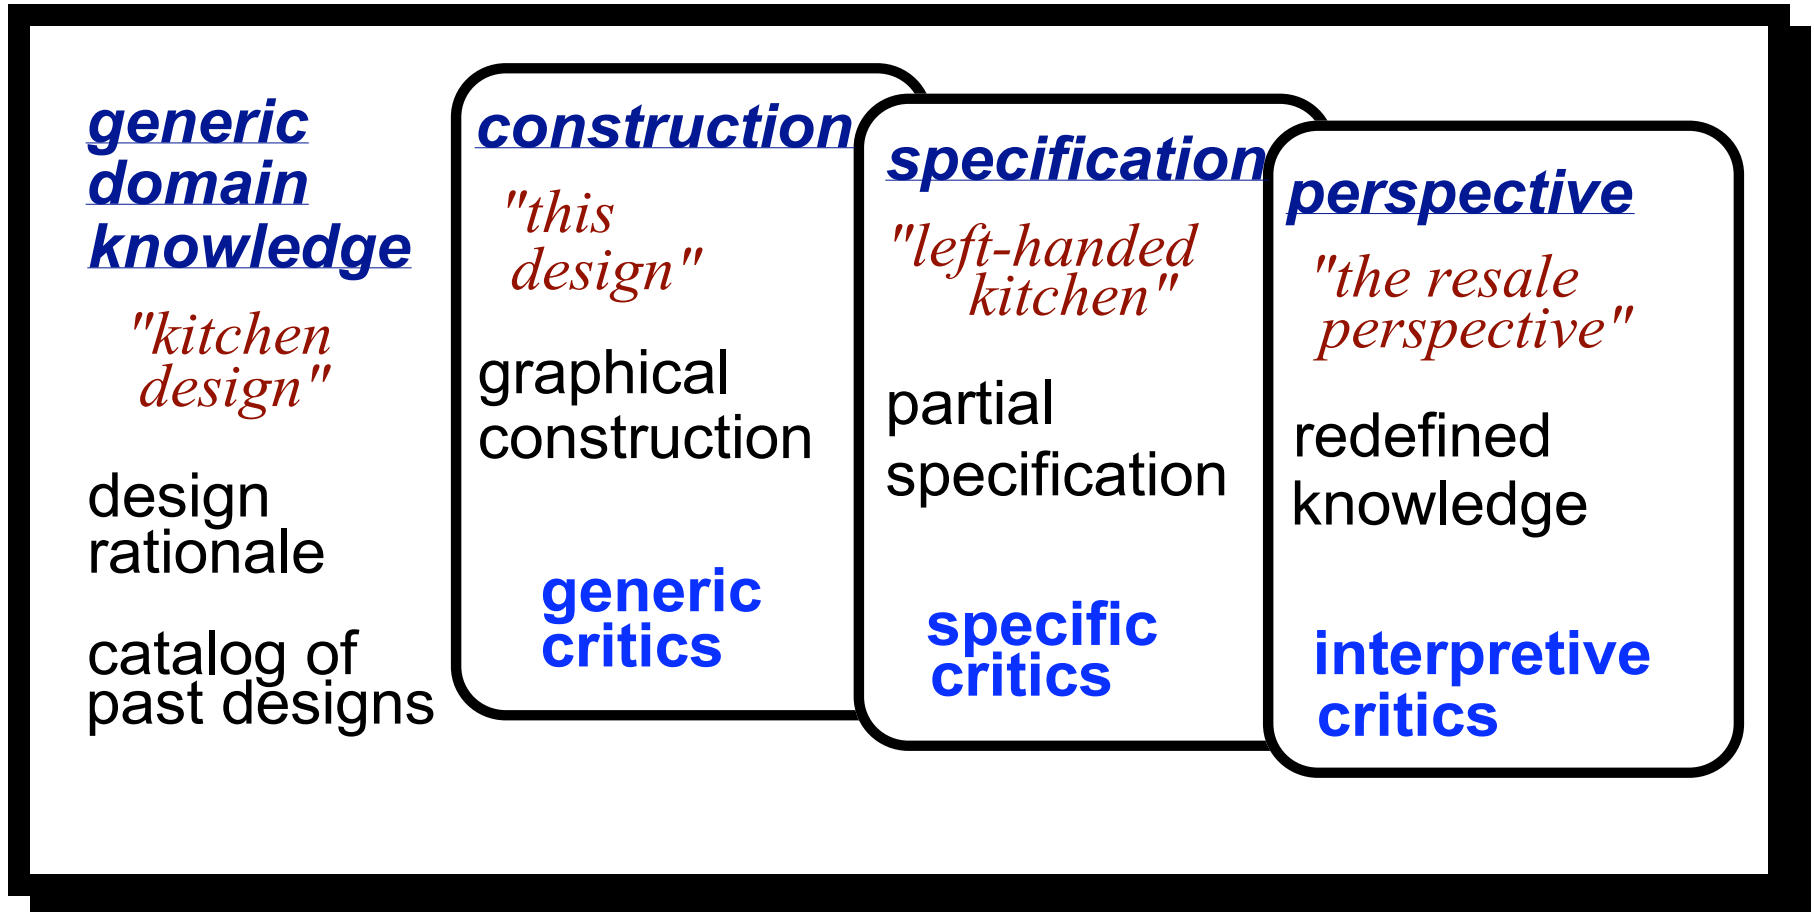 generic
domain
knowledge
"kitchen
design"
design
rationale
catalog of
past designs
construction
"this
design"
graphical
construction
generic
critics
specification
"left-handed
kitchen"
partial
specification
specific
critics
perspective
"the resale
perspective"
redefined
knowledge
interpretive
critics